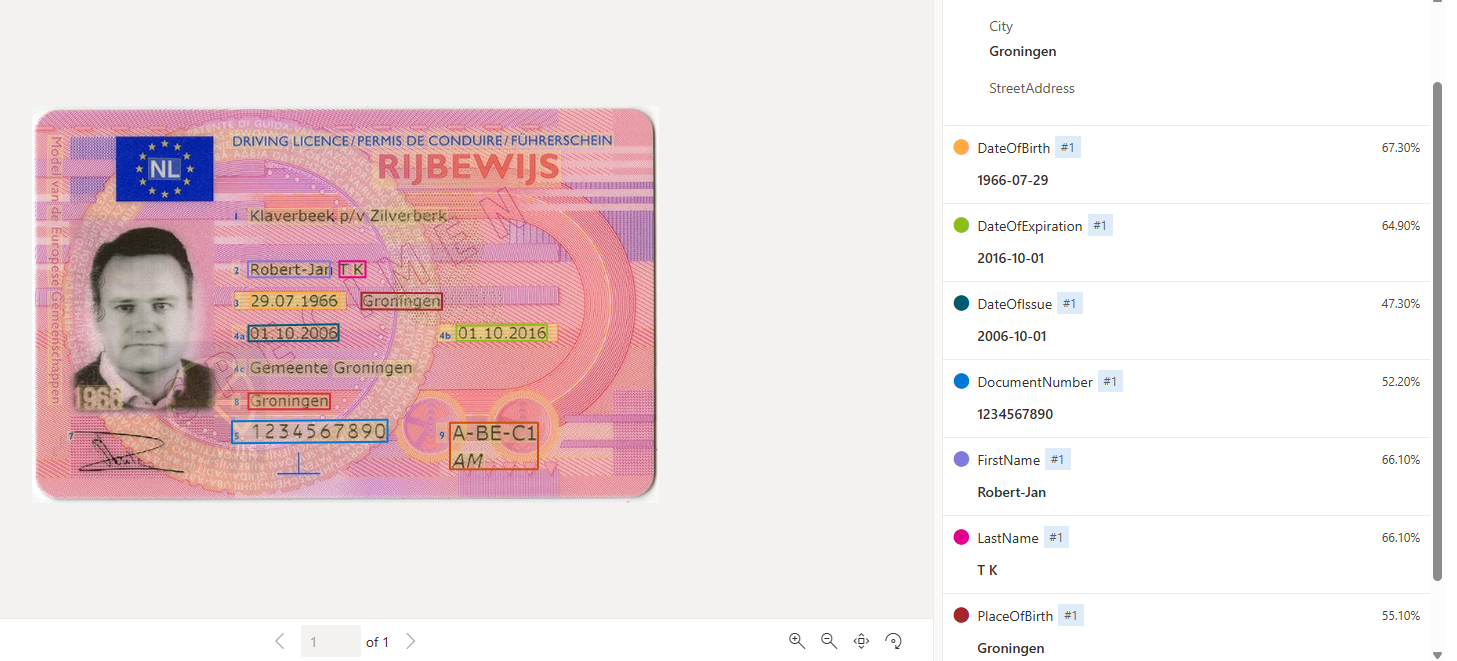 DRIVING LICENCE/PERMIS DE CONDUIRE/FÜHRERSCHEIN
RIJBEWIJS
NL
Model van de Europese Gemeenschappen
1 Klaverbeek p/v Zilverberk
2 Robert-Jan T K
3 29.07.1966 Groningen
4a 01.10.2006 4b 01.10.2016
4c Gemeente Groningen
8 Groningen
5. 1234567890
9 A-BE-C1
AM
7
1966
SPECIMEN
1 of 1
City
Groningen
StreetAddress
DateOfBirth #1 67.30%
1966-07-29
DateOfExpiration #1 64.90%
2016-10-01
DateOfIssue #1 47.30%
2006-10-01
DocumentNumber #1 52.20%
1234567890
FirstName #1 66.10%
Robert-Jan
LastName #1 66.10%
T K
PlaceOfBirth #1 55.10%
Groningen